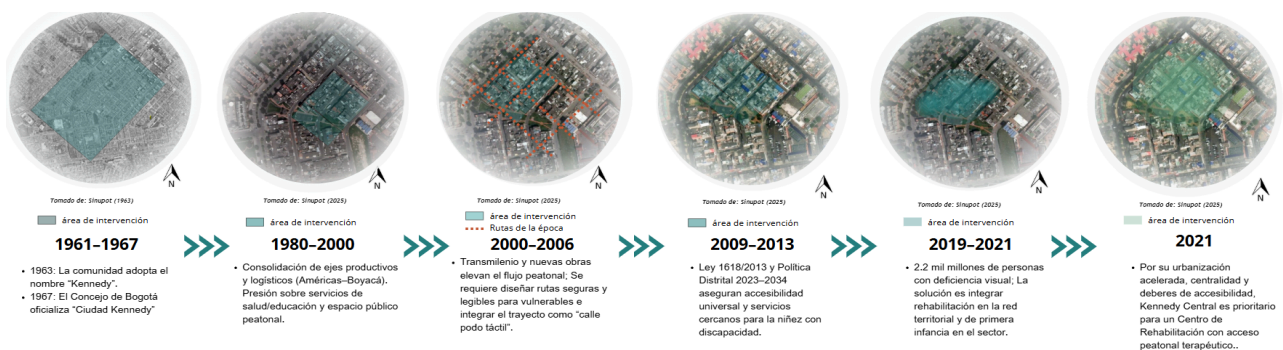 N
N
N
N
N
N
Tomado de: Sinupot (1963)
Tomado de: Sinupot (2025)
Tomado de: Sinupot (2025)
Tomado de: Sinupot (2025)
Tomado de: Sinupot (2025)
Tomado de: Sinupot (2025)
área de intervención
1961–1967
• 1963: La comunidad adopta el
nombre “Kennedy”.
• 1967: El Concejo de Bogotá
oficializa “Ciudad Kennedy”
área de intervención
1980–2000
• Consolidación de ejes productivos
y logísticos (Américas–Boyacá).
Presión sobre servicios de
salud/educación y espacio público
peatonal.
área de intervención
Rutas de la época
2000–2006
• Transmilenio y nuevas obras
elevan el flujo peatonal; Se
requiere diseñar rutas seguras y
legibles para vulnerables e
integrar el trayecto como “calle
podo táctil”.
área de intervención
2009–2013
• Ley 1618/2013 y Política
Distrital 2023–2034
aseguran accesibilidad
universal y servicios
cercanos para la niñez con
discapacidad.
área de intervención
2019–2021
• 2.2 mil millones de personas
con deficiencia visual; La
solución es integrar
rehabilitación en la red
territorial y de primera
infancia en el sector.
área de intervención
2021
• Por su urbanización
acelerada, centralidad y
deberes de accesibilidad,
Kennedy Central es prioritario
para un Centro de
Rehabilitación con acceso
peatonal terapéutico..